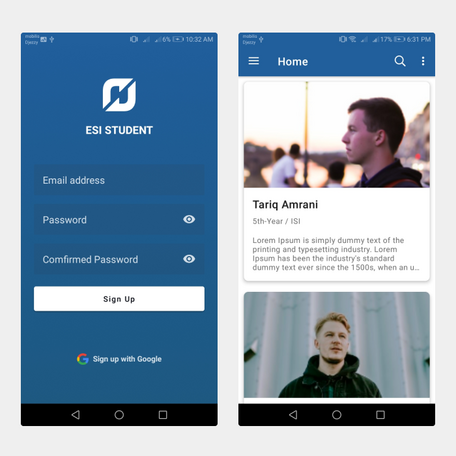 mobilis
Djezzy
6%
10:32 AM
ESI STUDENT
Email address
Password
Comfirmed Password
Sign Up
Sign up with Google
mobilis
Djezzy
17%
6:31 PM
Home
Tariq Amrani
5th-Year / ISI
Lorem Ipsum is simply dummy text of the
printing and typesetting industry. Lorem
Ipsum has been the industry's standard
dummy text ever since the 1500s, when an u...